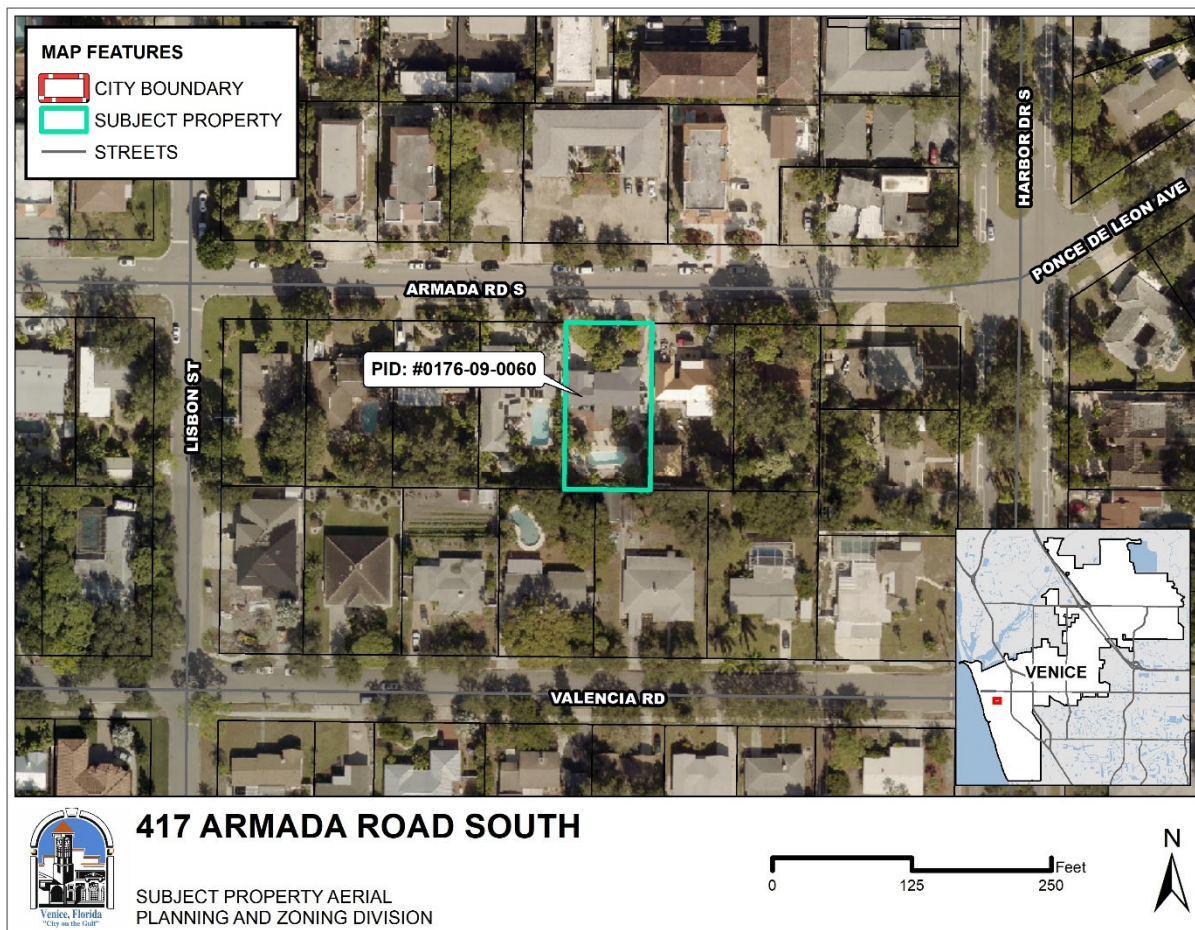 MAP FEATURES
CITY BOUNDARY
SUBJECT PROPERTY
STREETS
HARBOR DR S
PONCE DE LEON AVE
ARMADA RD S
PID: #0176-09-0060
LISBON ST
VENICE
VALENCIA RD
417 ARMADA ROAD SOUTH
SUBJECT PROPERTY AERIAL
PLANNING AND ZONING DIVISION
Venice, Florida
"City on the Gulf"
Feet
0 125 250
N